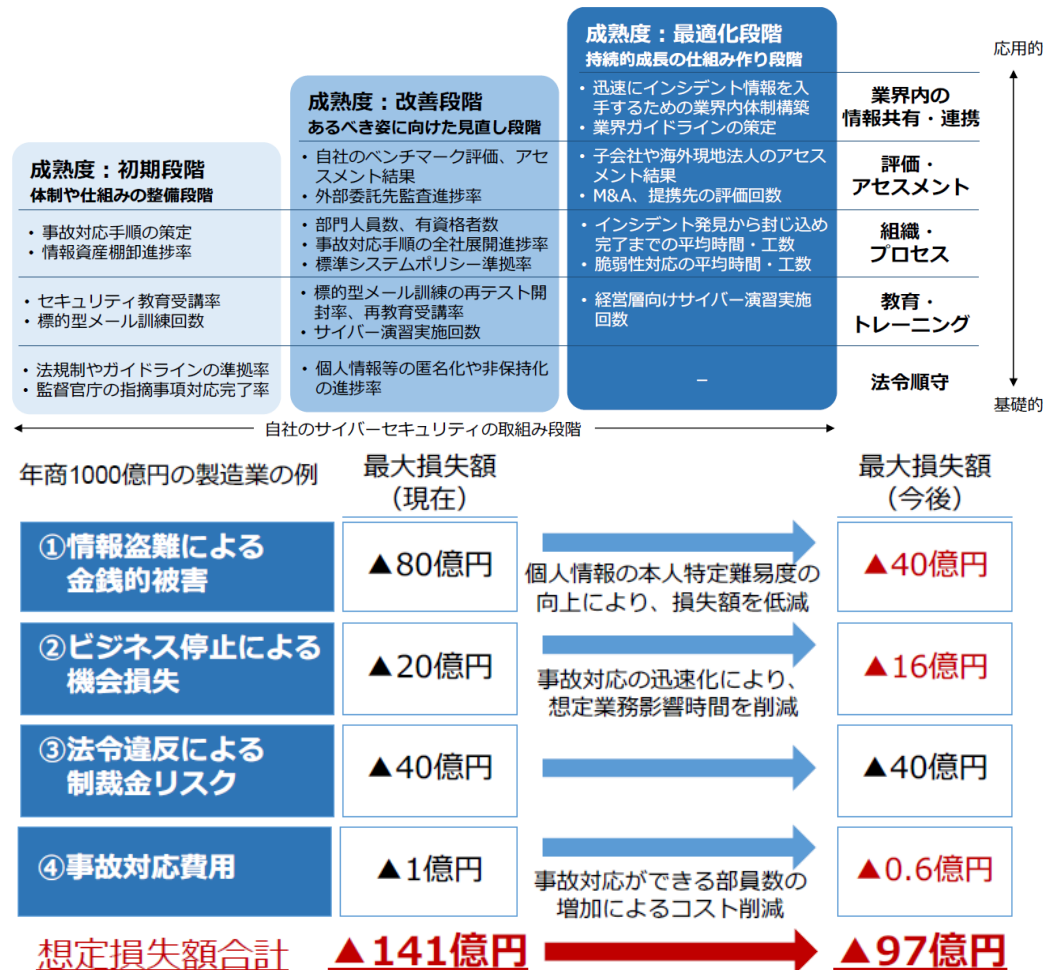 成熟度：最適化段階
持続的成長の仕組み作り段階
応用的
・ 迅速にインシデント情報を入
手するための業界内体制構築
・ 業界ガイドラインの策定
業界内の
情報共有・連携
成熟度：改善段階
あるべき姿に向けた見直し段階
・ 自社のベンチマーク評価、アセ
スメント結果
・ 外部委託先監査進捗率
・ 子会社や海外現地法人のアセス
メント結果
・ M&A、提携先の評価回数
評価・
アセスメント
成熟度：初期段階
体制や仕組みの整備段階
・ 事故対応手順の策定
・ 情報資産棚卸進捗率
・ 部門人員数、有資格者数
・ 事故対応手順の全社展開進捗率
・ 標準システムポリシー準拠率
・ インシデント発見から封じ込め
完了までの平均時間・工数
・ 脆弱性対応の平均時間・工数
組織・
プロセス
・ セキュリティ教育受講率
・ 標的型メール訓練回数
・ 標的型メール訓練の再テスト開
封率、再教育受講率
・ サイバー演習実施回数
・ 経営層向けサイバー演習実施
回数
教育・
トレーニング
・ 法規制やガイドラインの準拠率
・ 監督官庁の指摘事項対応完了率
・ 個人情報等の匿名化や非保持化
の進捗率
–
法令順守
基礎的
自社のサイバーセキュリティの取組み段階
年商1000億円の製造業の例
最大損失額
（現在）
最大損失額
（今後）
①情報盗難による
金銭的被害
▲80億円
個人情報の本人特定難易度の
向上により、損失額を低減
▲40億円
②ビジネス停止による
機会損失
▲20億円
事故対応の迅速化により、
想定業務影響時間を削減
▲16億円
③法令違反による
制裁金リスク
▲40億円
▲40億円
④事故対応費用
▲1億円
事故対応ができる部員数の
増加によるコスト削減
▲0.6億円
想定損失額合計
▲141億円
▲97億円